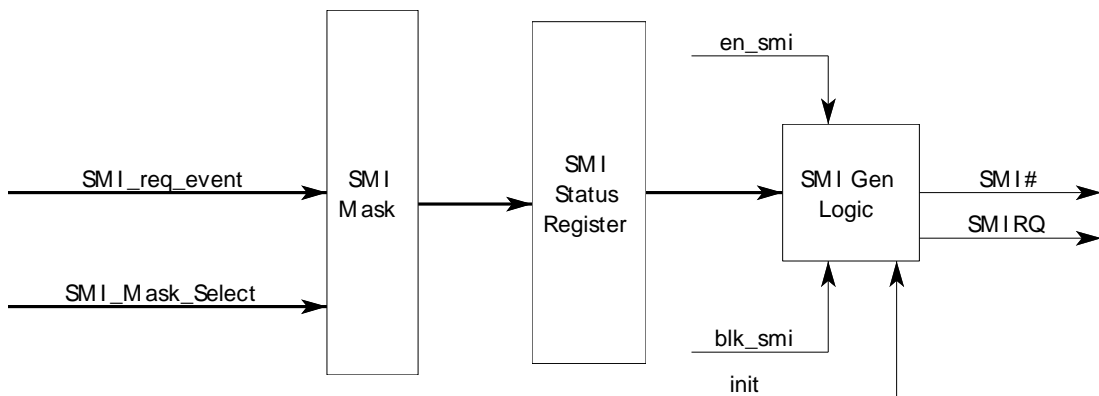 en_smi
SMI_req_event
SMI
Mask
SMI
Status
Register
SMI Gen
Logic
SMI#
SMIRQ
SMI_Mask_Select
blk_smi
init